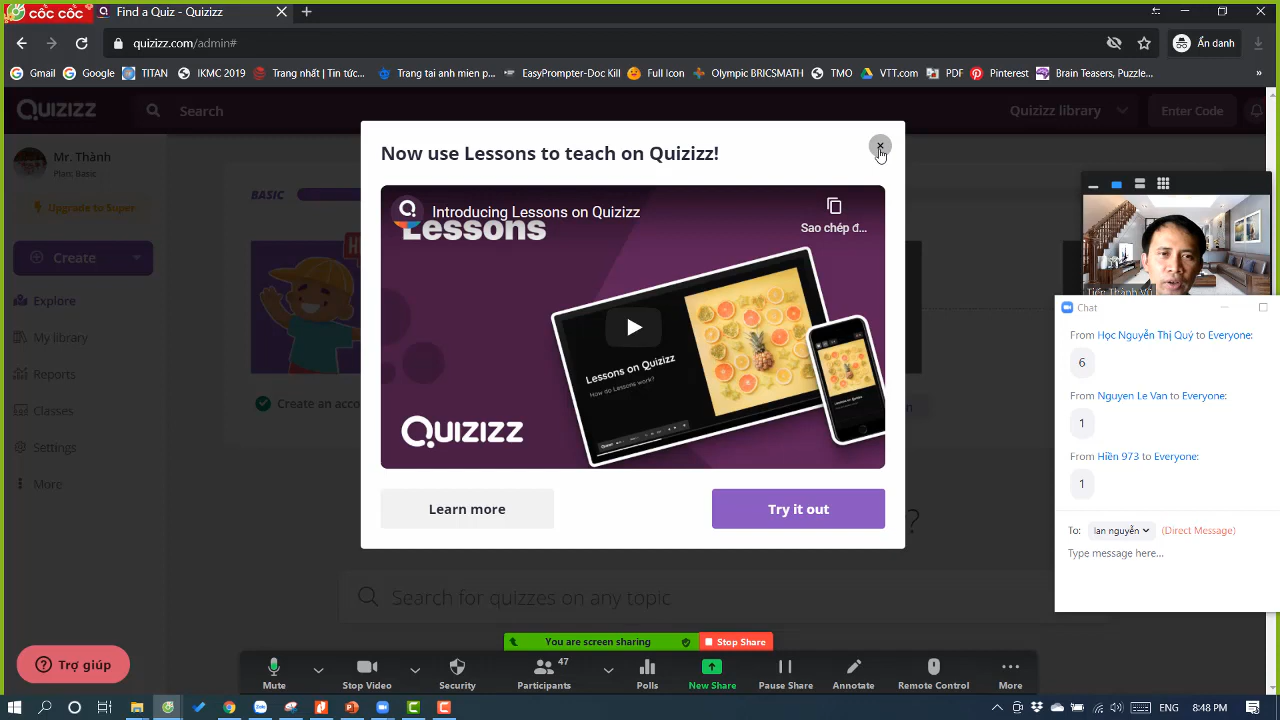 CỐC CỐC
Find a Quiz - Quizizz
quizizz.com/admin#
Ẩn danh
Gmail
Google
TITAN
IKMC 2019
Trang nhất | Tin tức...
Trang tai anh mien p...
EasyPrompter-Doc Kill
Full Icon
Olympic BRICSMATH
TMO
VTT.com
PDF
Pinterest
Brain Teasers, Puzzle...
»
QUIZIZZ
Search
Quizizz library
Enter Code
Mr. Thành
Plan: Basic
Upgrade to Super
Create
Explore
My library
Reports
Classes
Settings
More
BASIC
Create an acco
Now use Lessons to teach on Quizizz!
Introducing Lessons on Quizizz
Lessons
Sao chép đ...
Lessons on Quizizz
How do Lessons work?
QUIZIZZ
Learn more
Try it out
?
Search for quizzes on any topic
Tiến Thành Vũ
Chat
From Học Nguyễn Thị Quý to Everyone:
6
From Nguyen Le Van to Everyone:
1
From Hiền 973 to Everyone:
1
To: lan nguyễn (Direct Message)
Type message here...
You are screen sharing
Stop Share
Trợ giúp
Mute
Stop Video
Security
Participants
47
Polls
New Share
Pause Share
Annotate
Remote Control
More
ENG
8:48 PM